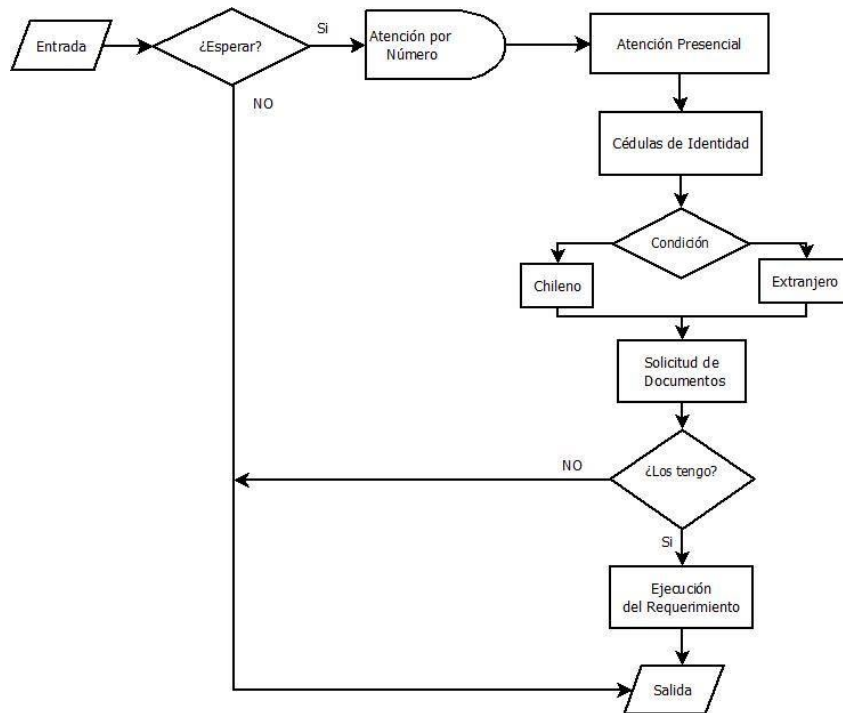 Entrada
¿Esperar?
Si
Atención por
Número
Atención Presencial
NO
Cédulas de Identidad
Condición
Chileno
Extranjero
Solicitud de
Documentos
¿Los tengo?
NO
Si
Ejecución
del Requerimiento
Salida